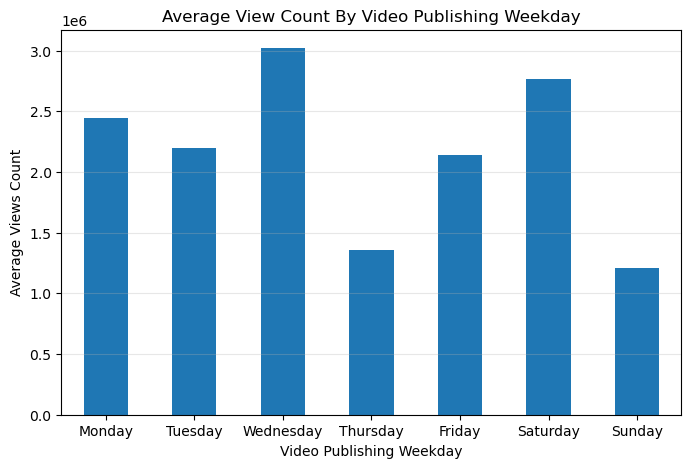 Average View Count By Video Publishing Weekday
1e6
3.0
2.5
2.0
1.5
1.0
0.5
0.0
Average Views Count
Monday Tuesday Wednesday Thursday Friday Saturday Sunday
Video Publishing Weekday